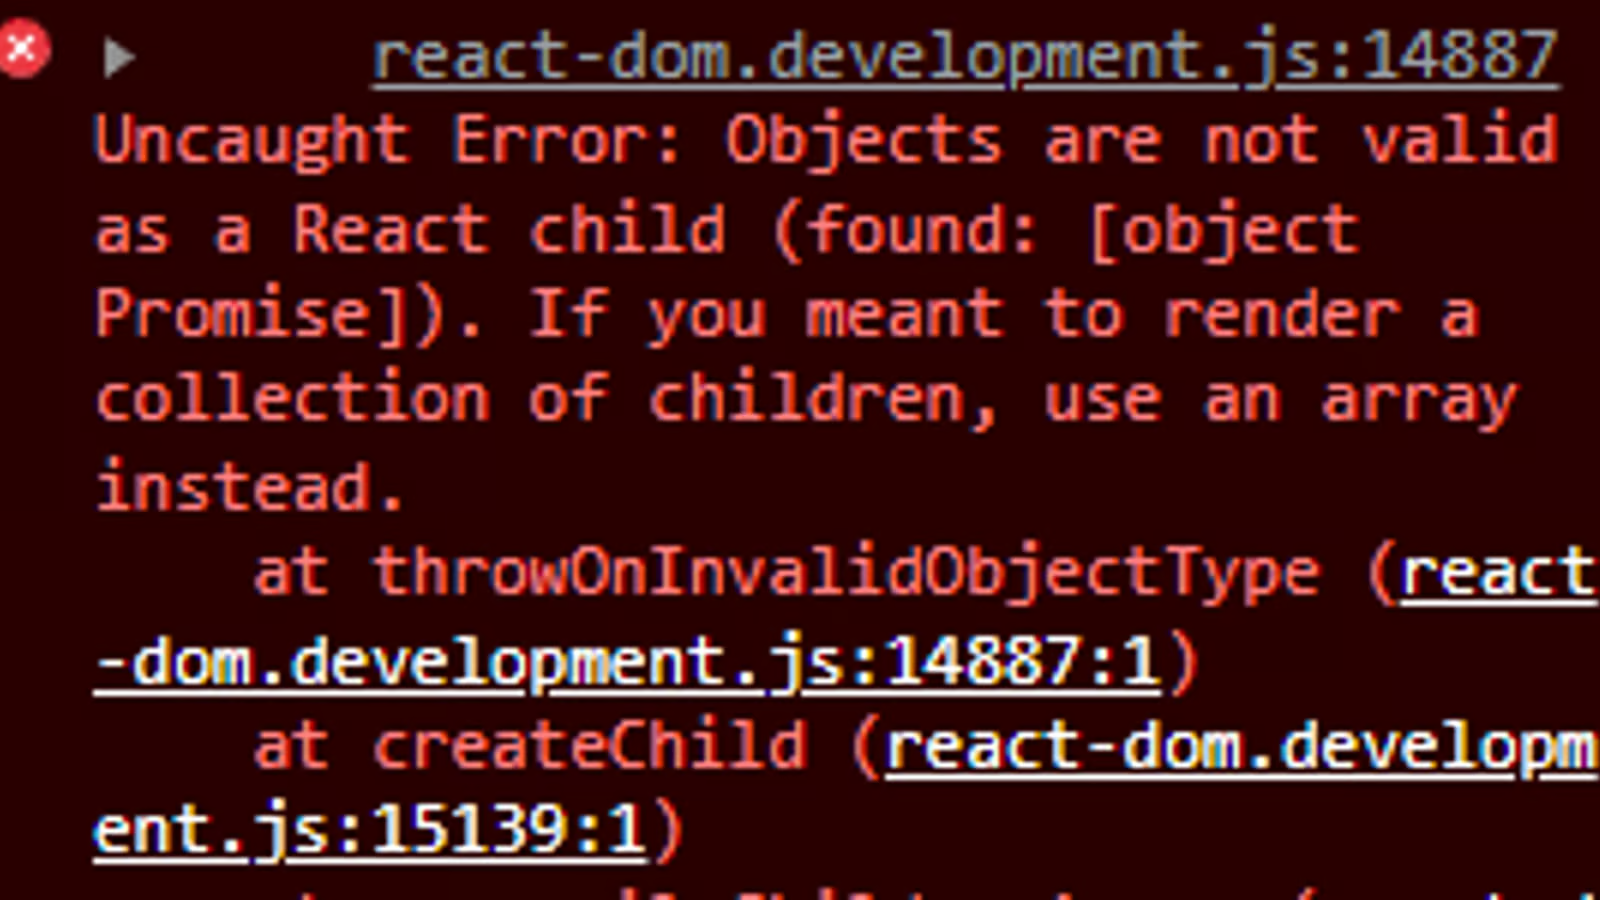 react-dom.development.js:14887
Uncaught Error: Objects are not valid
as a React child (found: [object
Promise]). If you meant to render a
collection of children, use an array
instead.
at throwOnInvalidObjectType (react
-dom.development.js:14887:1)
at createChild (react-dom.developm
ent.js:15139:1)